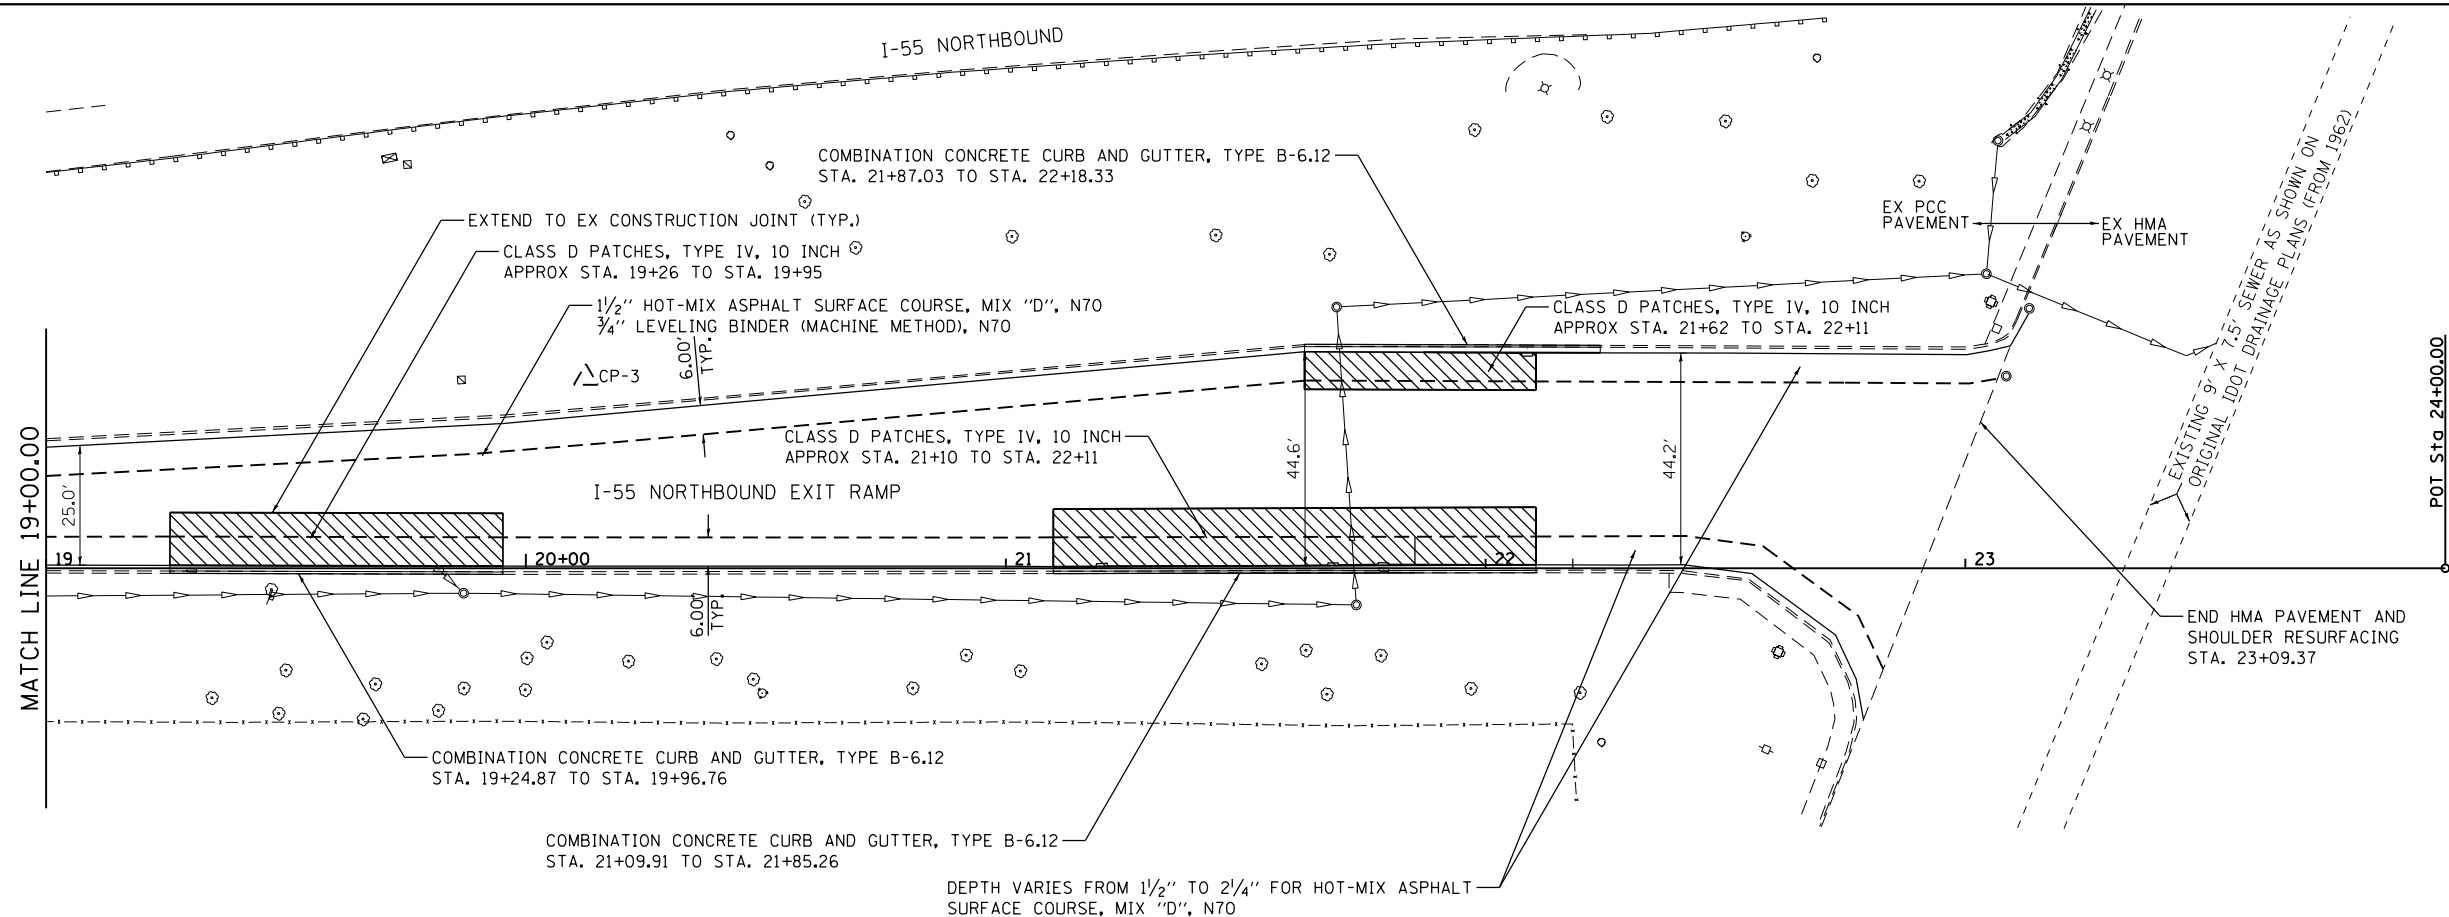 I-55 NORTHBOUND
COMBINATION CONCRETE CURB AND GUTTER, TYPE B-6.12
STA. 21+87.03 TO STA. 22+18.33
EXTEND TO EX CONSTRUCTION JOINT (TYP.)
CLASS D PATCHES, TYPE IV, 10 INCH
APPROX STA. 19+26 TO STA. 19+95
1 1/2" HOT-MIX ASPHALT SURFACE COURSE, MIX "D", N70
3/4" LEVELING BINDER (MACHINE METHOD), N70
6.00'
TYP.
CP-3
EX PCC
PAVEMENT
EX HMA
PAVEMENT
EXISTING 9' X 7.5' SEWER AS SHOWN ON
ORIGINAL IDOT DRAINAGE PLANS (FROM 1962)
CLASS D PATCHES, TYPE IV, 10 INCH
APPROX STA. 21+62 TO STA. 22+11
CLASS D PATCHES, TYPE IV, 10 INCH
APPROX STA. 21+10 TO STA. 22+11
I-55 NORTHBOUND EXIT RAMP
MATCH LINE 19+00.00
25.0'
44.6'
44.2'
POT Sta 24+00.00
19
20+00
21
22
23
6.00'
TYP.
END HMA PAVEMENT AND
SHOULDER RESURFACING
STA. 23+09.37
COMBINATION CONCRETE CURB AND GUTTER, TYPE B-6.12
STA. 19+24.87 TO STA. 19+96.76
COMBINATION CONCRETE CURB AND GUTTER, TYPE B-6.12
STA. 21+09.91 TO STA. 21+85.26
DEPTH VARIES FROM 1 1/2" TO 2 1/4" FOR HOT-MIX ASPHALT
SURFACE COURSE, MIX "D", N70